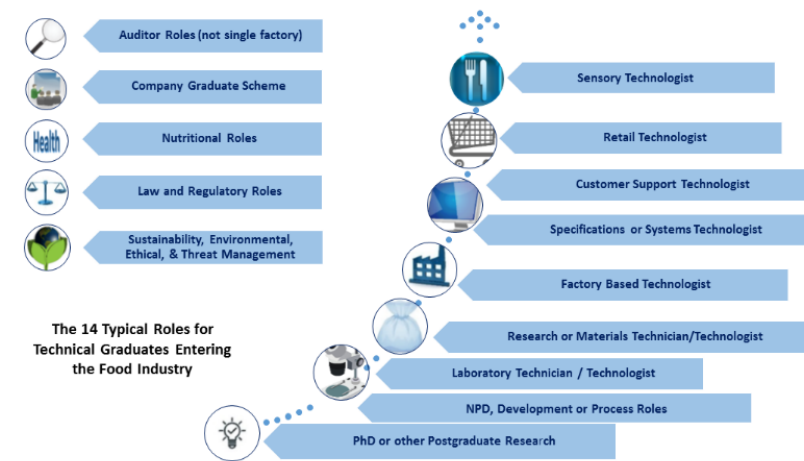 Auditor Roles (not single factory)
Company Graduate Scheme
Health
Nutritional Roles
Law and Regulatory Roles
Sustainability, Environmental,
Ethical, & Threat Management
The 14 Typical Roles for
Technical Graduates Entering
the Food Industry
Sensory Technologist
Retail Technologist
Customer Support Technologist
Specifications or Systems Technologist
Factory Based Technologist
Research or Materials Technician/Technologist
Laboratory Technician / Technologist
NPD, Development or Process Roles
PhD or other Postgraduate Research